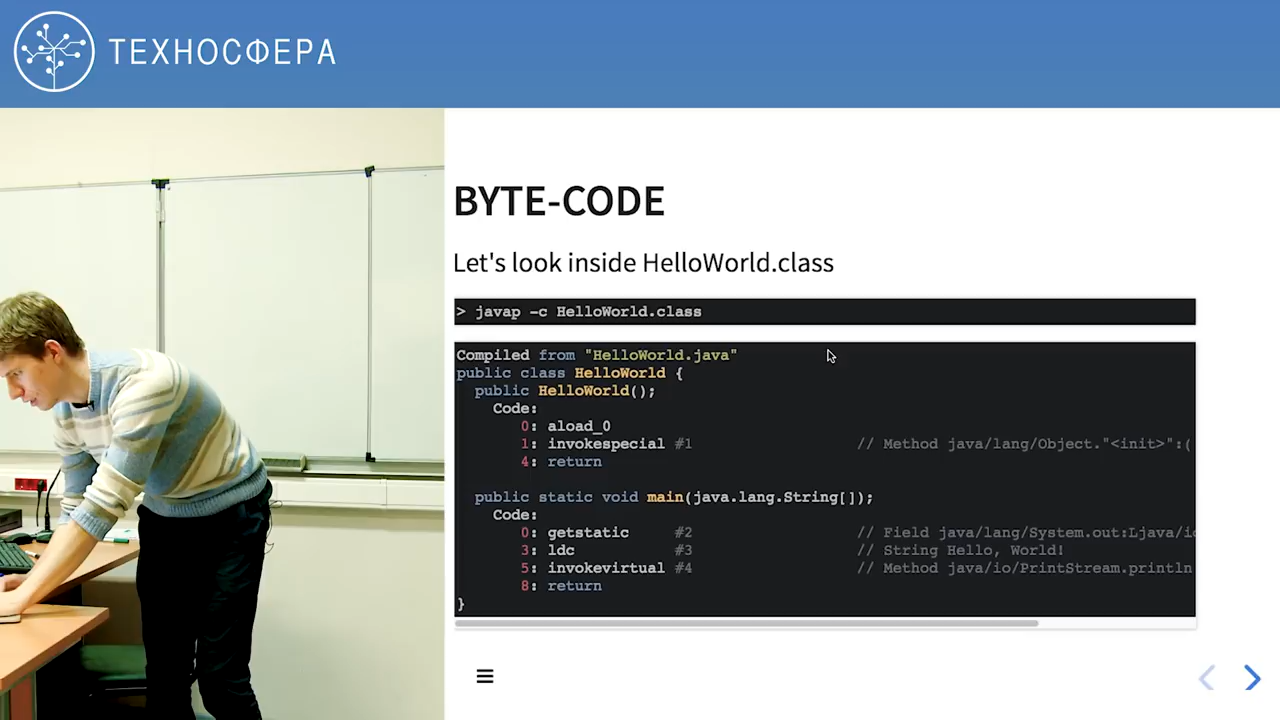 ТЕХНОСФЕРА
BYTE-CODE
Let's look inside HelloWorld.class
> javap -c HelloWorld.class
Compiled from "HelloWorld.java"
public class HelloWorld {
public HelloWorld();
Code:
0: aload_0
1: invokespecial #1 // Method java/lang/Object."<init>":(
4: return
public static void main(java.lang.String[]);
Code:
0: getstatic #2 // Field java/lang/System.out:Ljava/io
3: ldc #3 // String Hello, World!
5: invokevirtual #4 // Method java/io/PrintStream.println
8: return
}